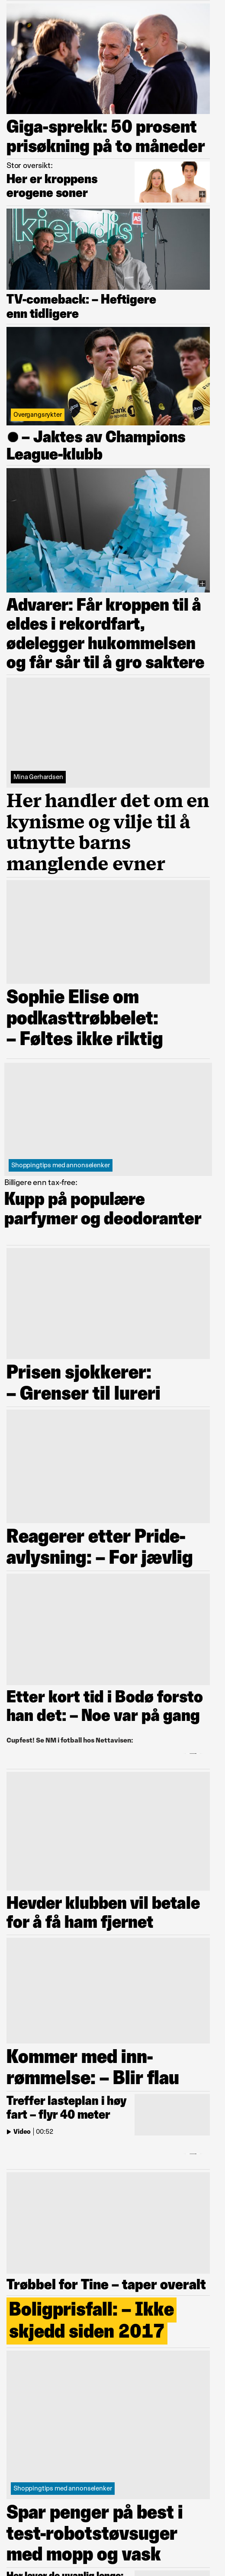 Giga-sprekk: 50 prosent
prisøkning på to måneder
Stor oversikt:
Her er kroppens
erogene soner
kjendis
TV-comeback: – Heftigere
enn tidligere
Overgangsrykter
● – Jaktes av Champions
League-klubb
Advarer: Får kroppen til å
eldes i rekordfart,
ødelegger hukommelsen
og får sår til å gro saktere
Mina Gerhardsen
Her handler det om en
kynisme og vilje til å
utnytte barns
manglende evner
Sophie Elise om
podkasttrøbbelet:
– Føltes ikke riktig
Shoppingtips med annonselenker
Billigere enn tax-free:
Kupp på populære
parfymer og deodoranter
Prisen sjokkerer:
– Grenser til lureri
Reagerer etter Pride-
avlysning: – For jævlig
Etter kort tid i Bodø forsto
han det: – Noe var på gang
Cupfest! Se NM i fotball hos Nettavisen:
Hevder klubben vil betale
for å få ham fjernet
Kommer med inn-
rømmelse: – Blir flau
Treffer lasteplan i høy
fart – flyr 40 meter
Video | 00:52
Trøbbel for Tine – taper overalt
Boligprisfall: – Ikke
skjedd siden 2017
Shoppingtips med annonselenker
Spar penger på best i
test-robotstøvsuger
med mopp og vask